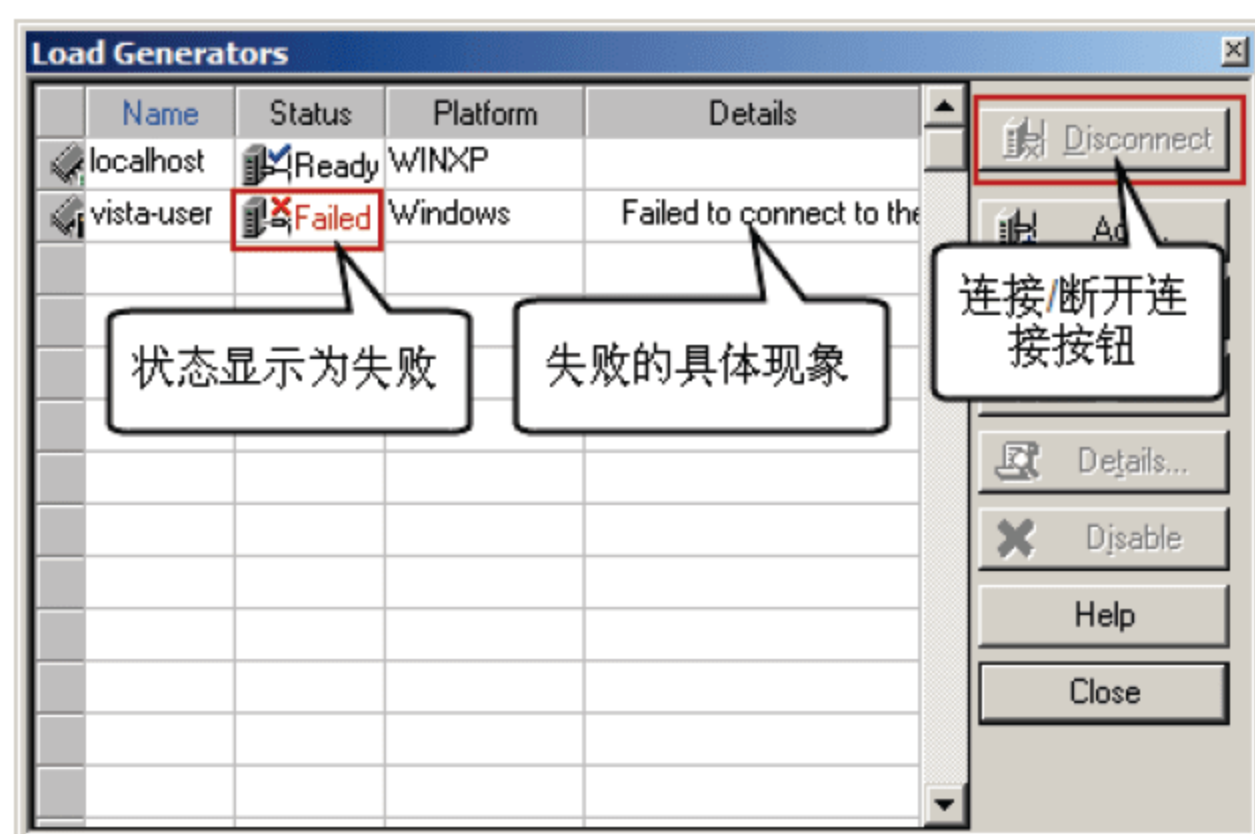 Load Generators
Name Status Platform Details
localhost Ready WINXP
vista-user Failed Windows Failed to connect to the
Disconnect
连接/断开连
接按钮
状态显示为失败
失败的具体现象
Details...
Disable
Help
Close